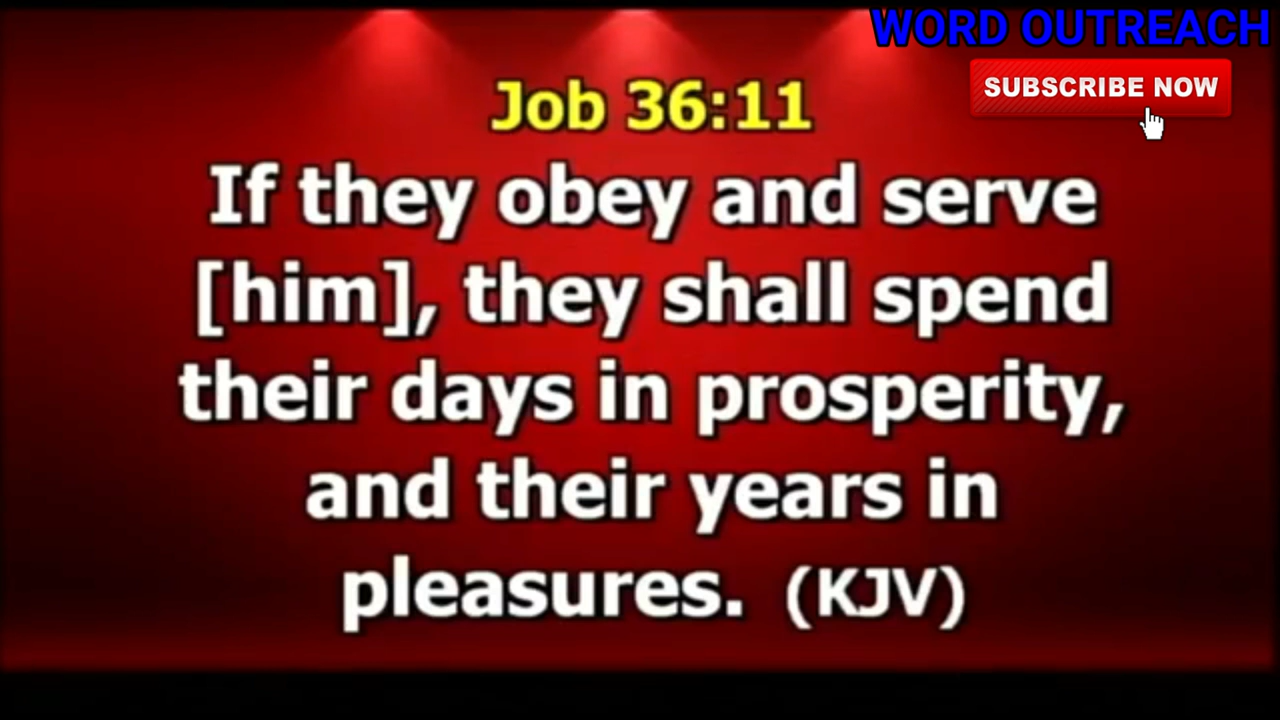 WORD OUTREACH
SUBSCRIBE NOW
Job 36:11
If they obey and serve
[him], they shall spend
their days in prosperity,
and their years in
pleasures. (KJV)